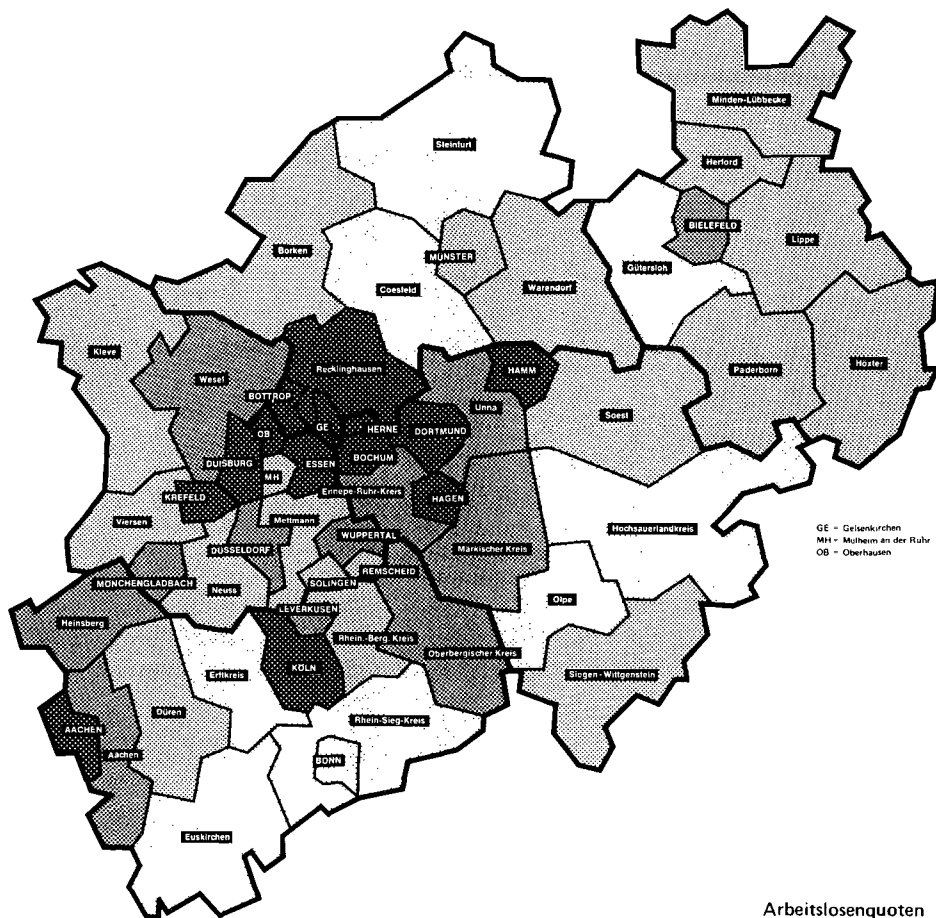 Minden-Lübbecke
Steinfurt
Herford
BIELEFELD
Lippe
Borken
MÜNSTER
Gütersloh
Coesfeld
Warendorf
Kleve
Recklinghausen
HAMM
Paderborn
Höxter
Wesel
BOTTROP
Unna
Soest
GE
HERNE
DORTMUND
OB
BOCHUM
DUISBURG
ESSEN
MH
KREFELD
Ennepe-Ruhr-Kreis
HAGEN
Viersen
Mettmann
Hochsauerlandkreis
GE = Gelsenkirchen
MH = Mülheim an der Ruhr
OB = Oberhausen
WUPPERTAL
DÜSSELDORF
Märkischer Kreis
REMSCHEID
MÖNCHENGLADBACH
SOLINGEN
Neuss
Olpe
LEVERKUSEN
Heinsberg
Rhein.-Berg. Kreis
Oberbergischer Kreis
KÖLN
Erftkreis
Siegen-Wittgenstein
Düren
Rhein-Sieg-Kreis
AACHEN
Aachen
BONN
Euskirchen
Arbeitslosenquoten